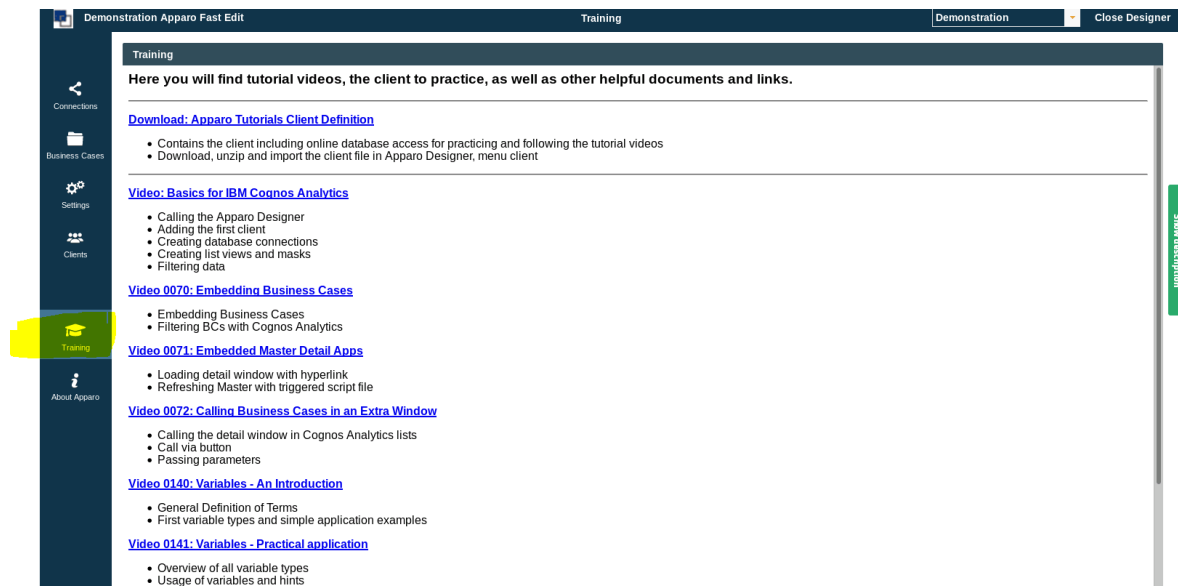 Demonstration Apparo Fast Edit
Training
Demonstration
Close Designer
Connections
Business Cases
Settings
Clients
Training
About Apparo
Training
Here you will find tutorial videos, the client to practice, as well as other helpful documents and links.
Download: Apparo Tutorials Client Definition
• Contains the client including online database access for practicing and following the tutorial videos
• Download, unzip and import the client file in Apparo Designer, menu client
Video: Basics for IBM Cognos Analytics
• Calling the Apparo Designer
• Adding the first client
• Creating database connections
• Creating list views and masks
• Filtering data
Video 0070: Embedding Business Cases
• Embedding Business Cases
• Filtering BCs with Cognos Analytics
Video 0071: Embedded Master Detail Apps
• Loading detail window with hyperlink
• Refreshing Master with triggered script file
Video 0072: Calling Business Cases in an Extra Window
• Calling the detail window in Cognos Analytics lists
• Call via button
• Passing parameters
Video 0140: Variables - An Introduction
• General Definition of Terms
• First variable types and simple application examples
Video 0141: Variables - Practical application
• Overview of all variable types
• Usage of variables and hints
Show description